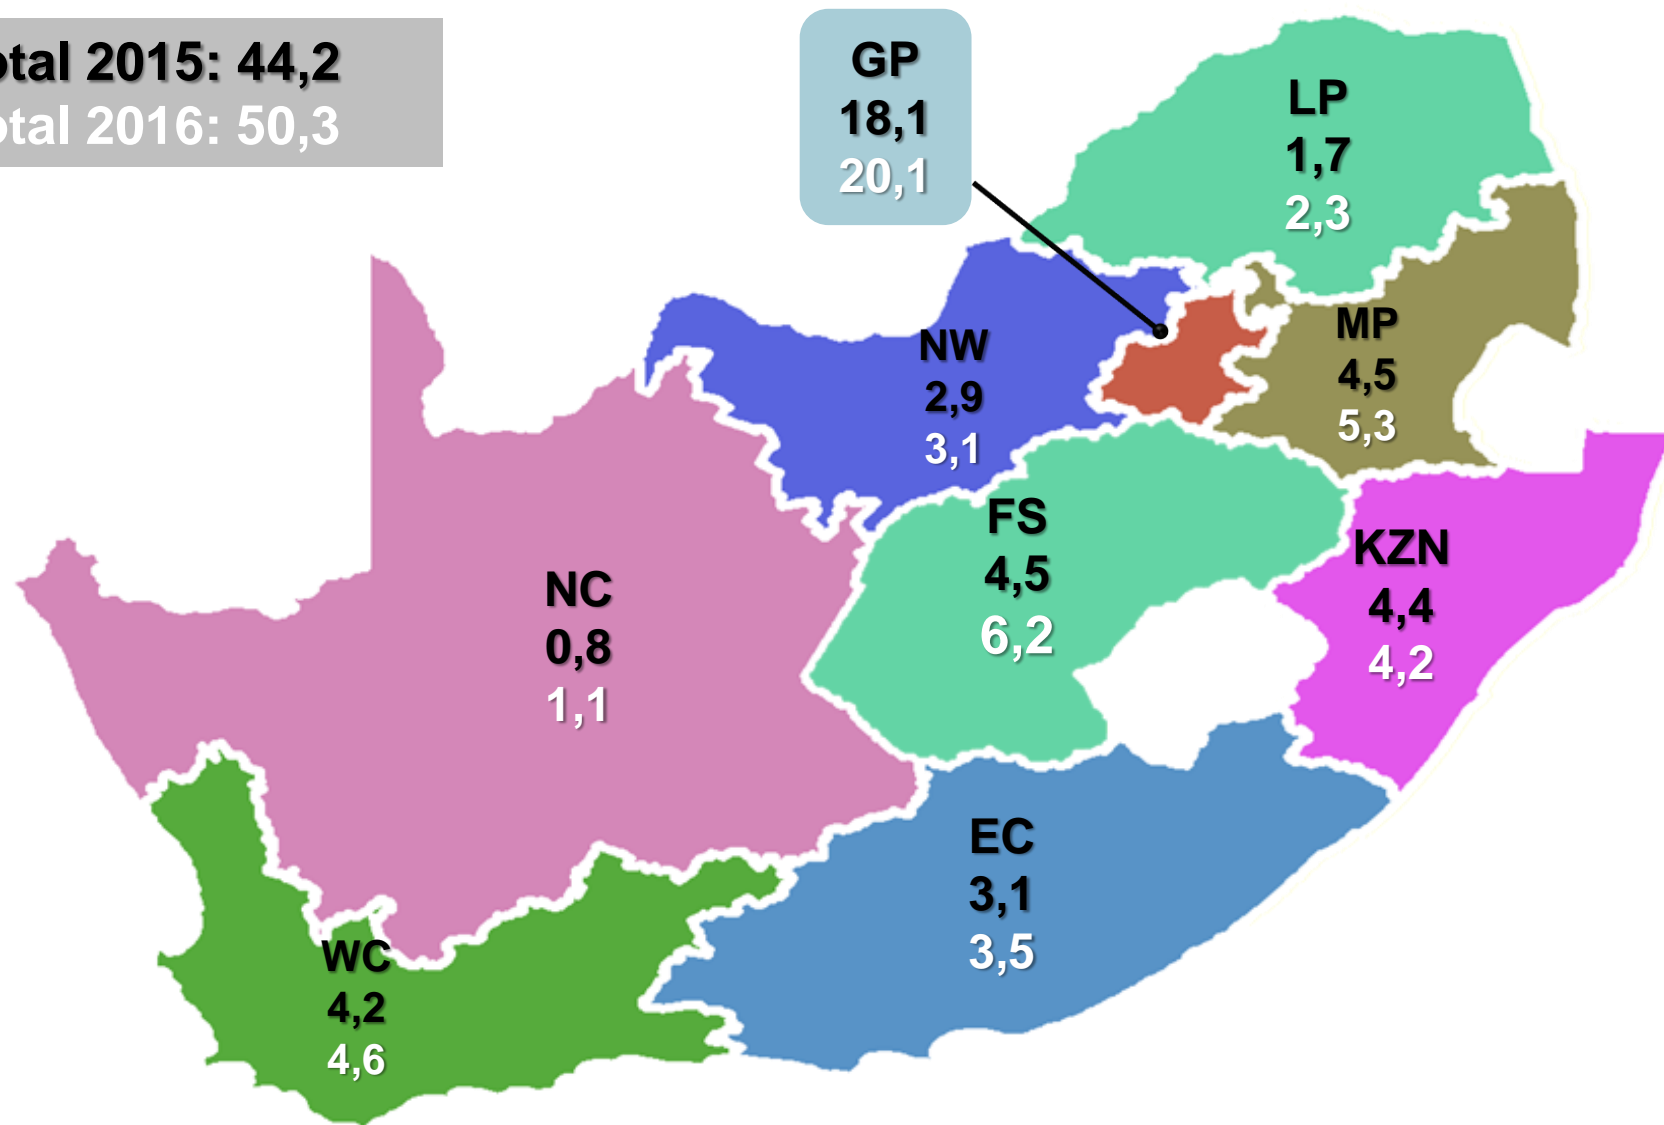 otal 2015: 44,2
otal 2016: 50,3
GP
18,1
20,1
LP
1,7
2,3
MP
4,5
5,3
NW
2,9
3,1
FS
4,5
6,2
KZN
4,4
4,2
NC
0,8
1,1
EC
3,1
3,5
WC
4,2
4,6